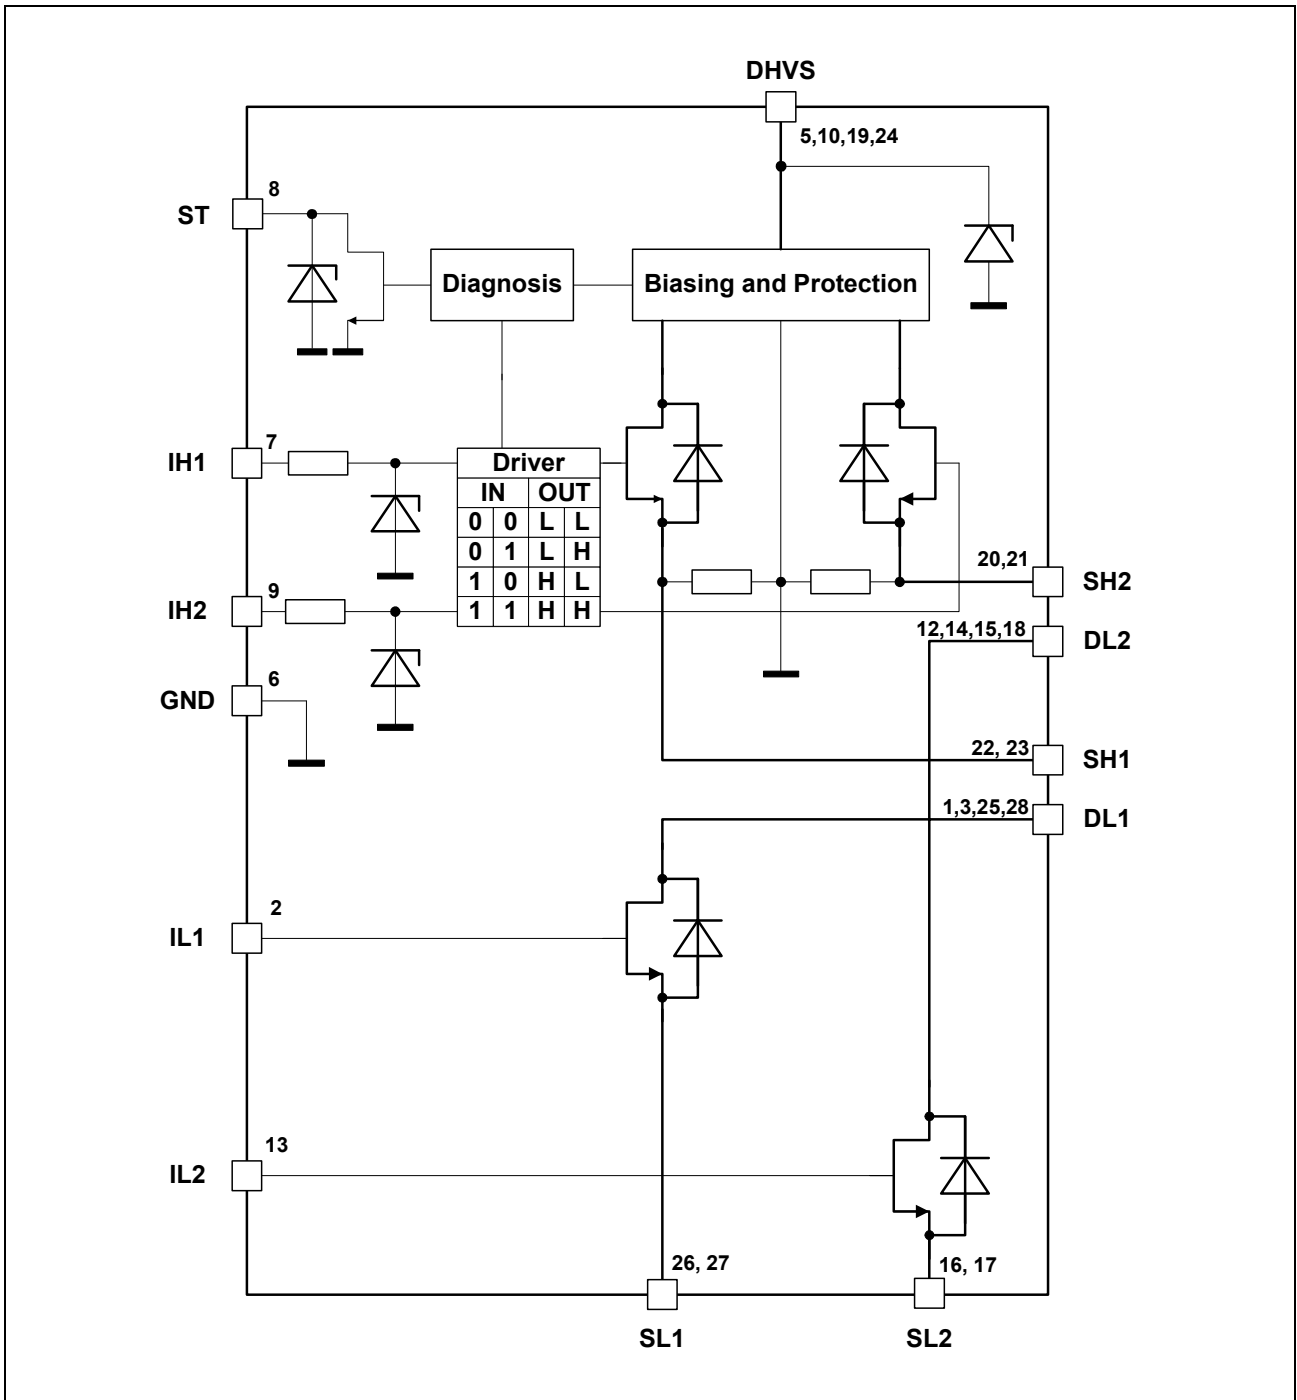 DHVS
5,10,19,24
8
ST
Diagnosis
Biasing and Protection
7
IH1
Driver
IN OUT
0 0 L L
0 1 L H
1 0 H L
1 1 H H
20,21
SH2
9
IH2
12,14,15,18
DL2
6
GND
22, 23
SH1
1,3,25,28
DL1
2
IL1
13
IL2
26, 27
16, 17
SL1
SL2